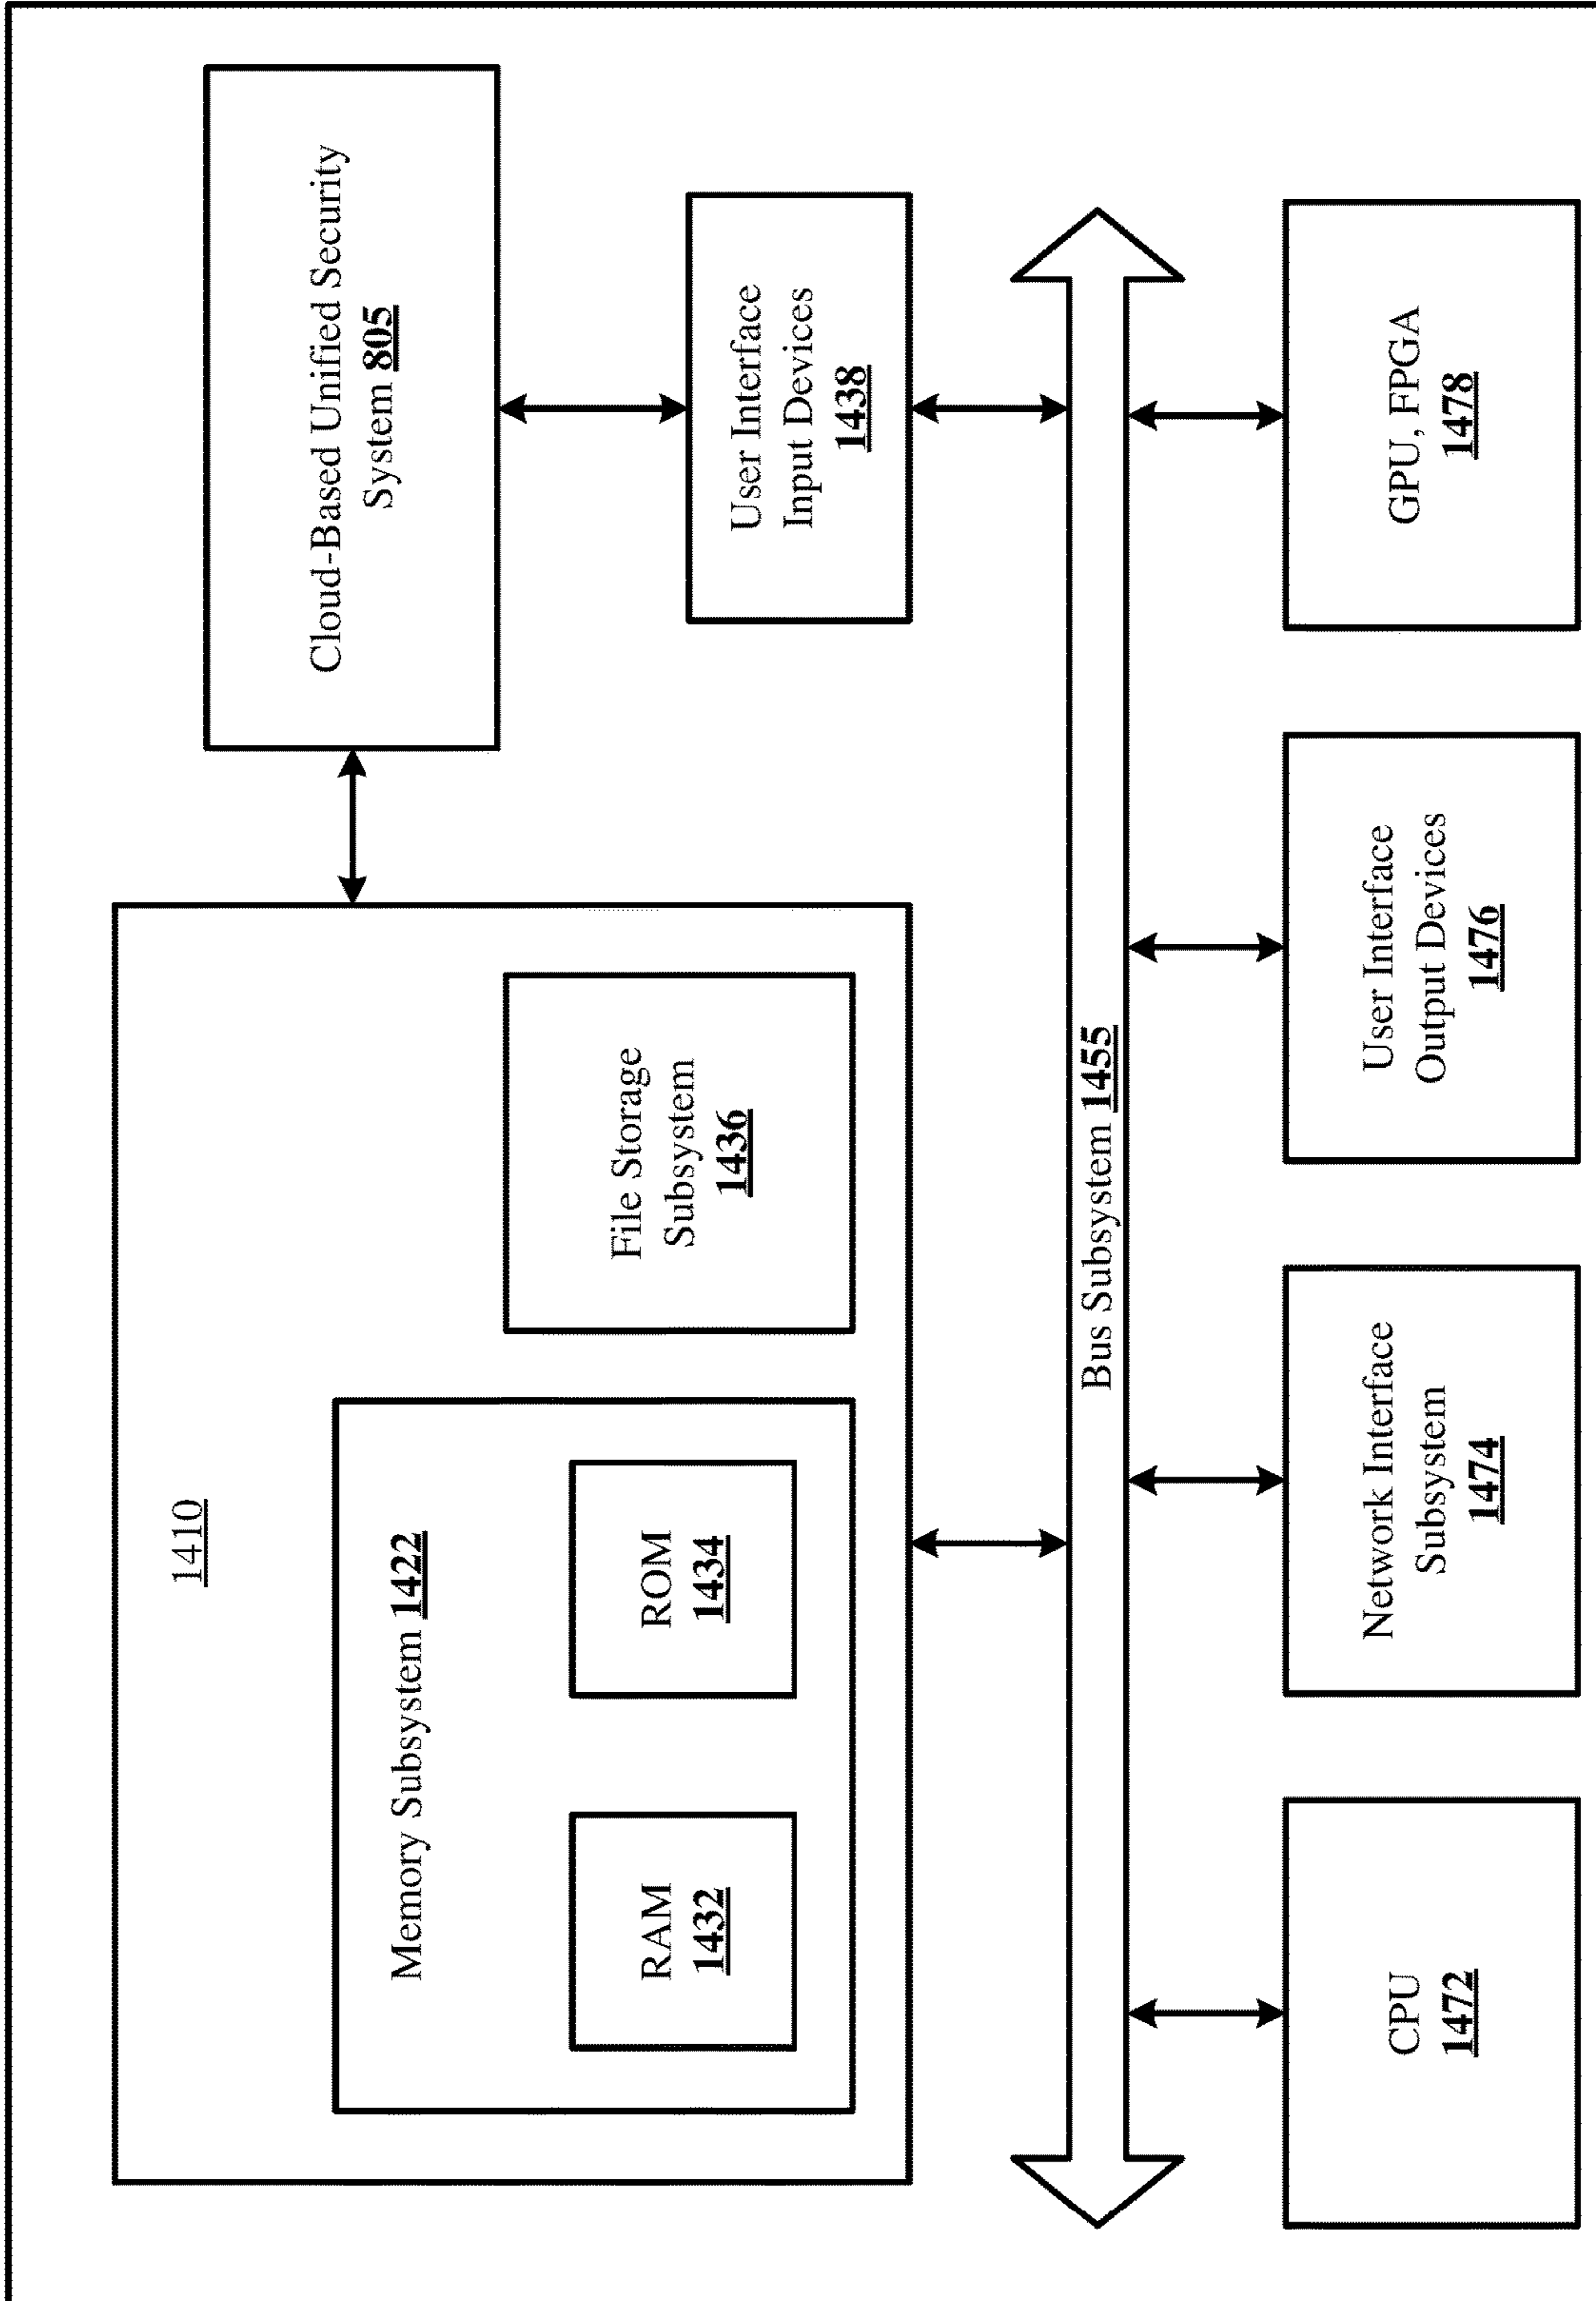 1410
Cloud-Based Unified Security
System 805
Memory Subsystem 1422
RAM
1432
ROM
1434
File Storage
Subsystem
1436
User Interface
Input Devices
1438
Bus Subsystem 1455
CPU
1472
Network Interface
Subsystem
1474
User Interface
Output Devices
1476
GPU, FPGA
1478